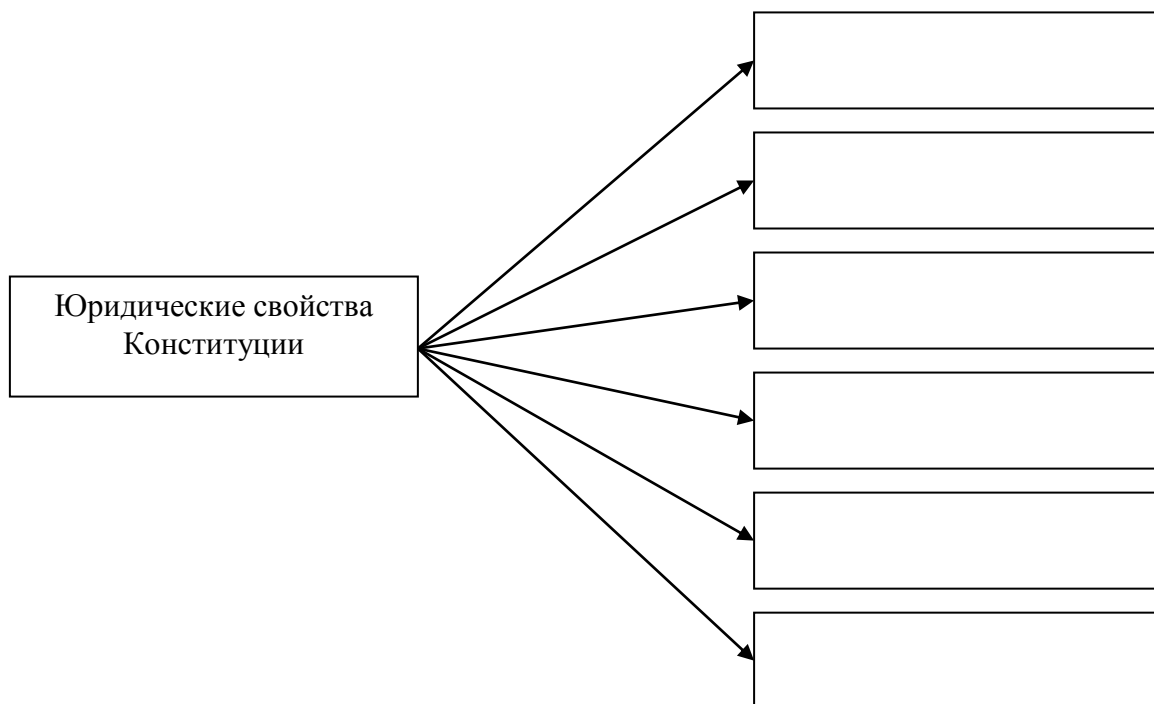 Юридические свойства
Конституции